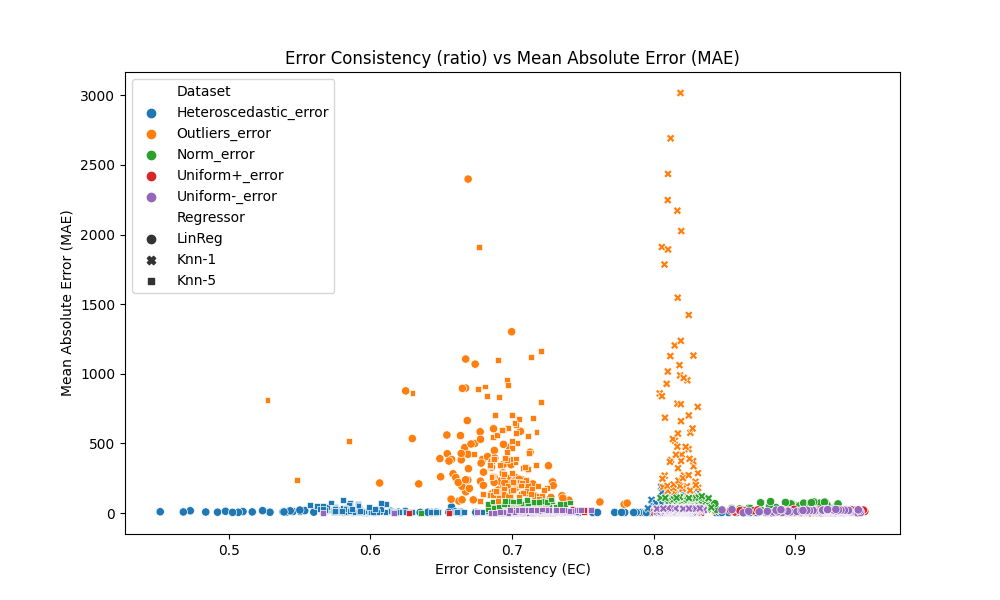 Error Consistency (ratio) vs Mean Absolute Error (MAE)
Dataset
Heteroscedastic_error
Outliers_error
Norm_error
Uniform+_error
Uniform-_error
Regressor
LinReg
Knn-1
Knn-5
Mean Absolute Error (MAE)
3000
2500
2000
1500
1000
500
0
0.5 0.6 0.7 0.8 0.9
Error Consistency (EC)